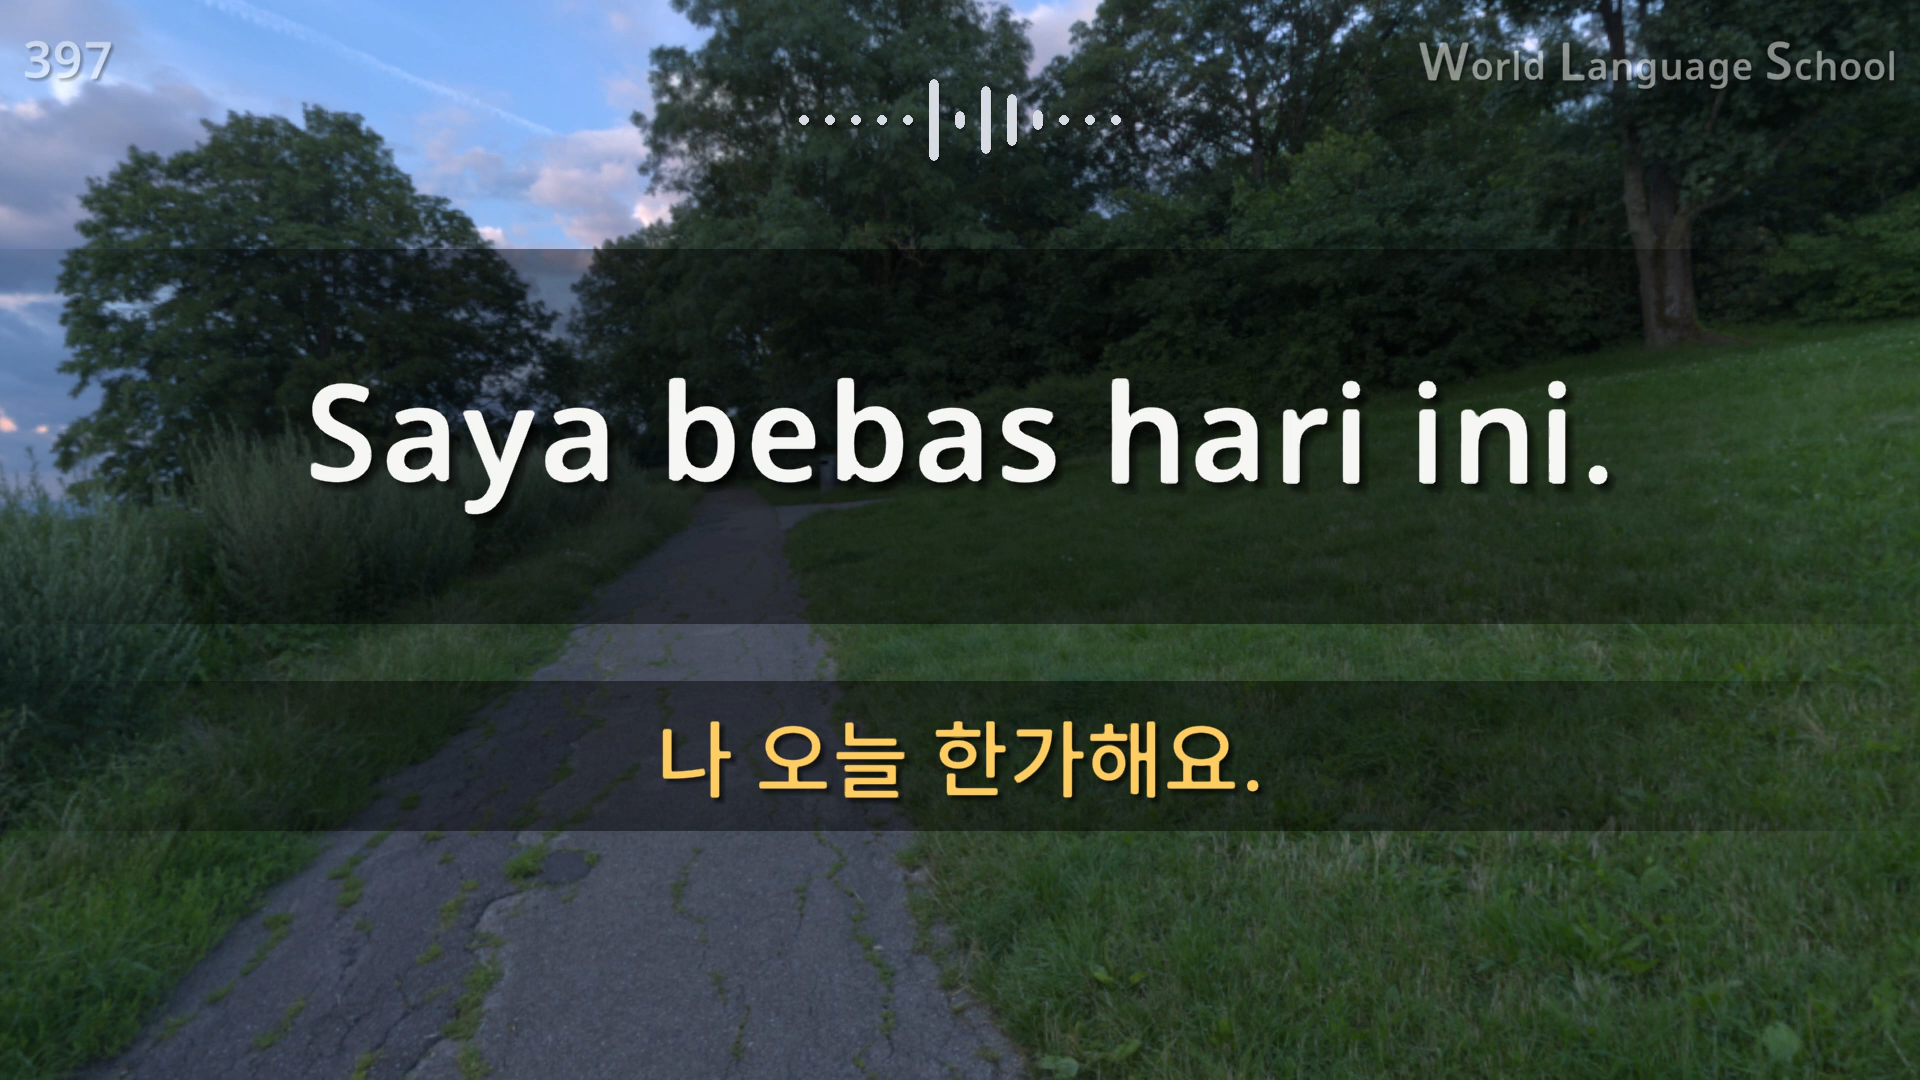 397
World Language School
Saya bebas hari ini.
나 오늘 한가해요.